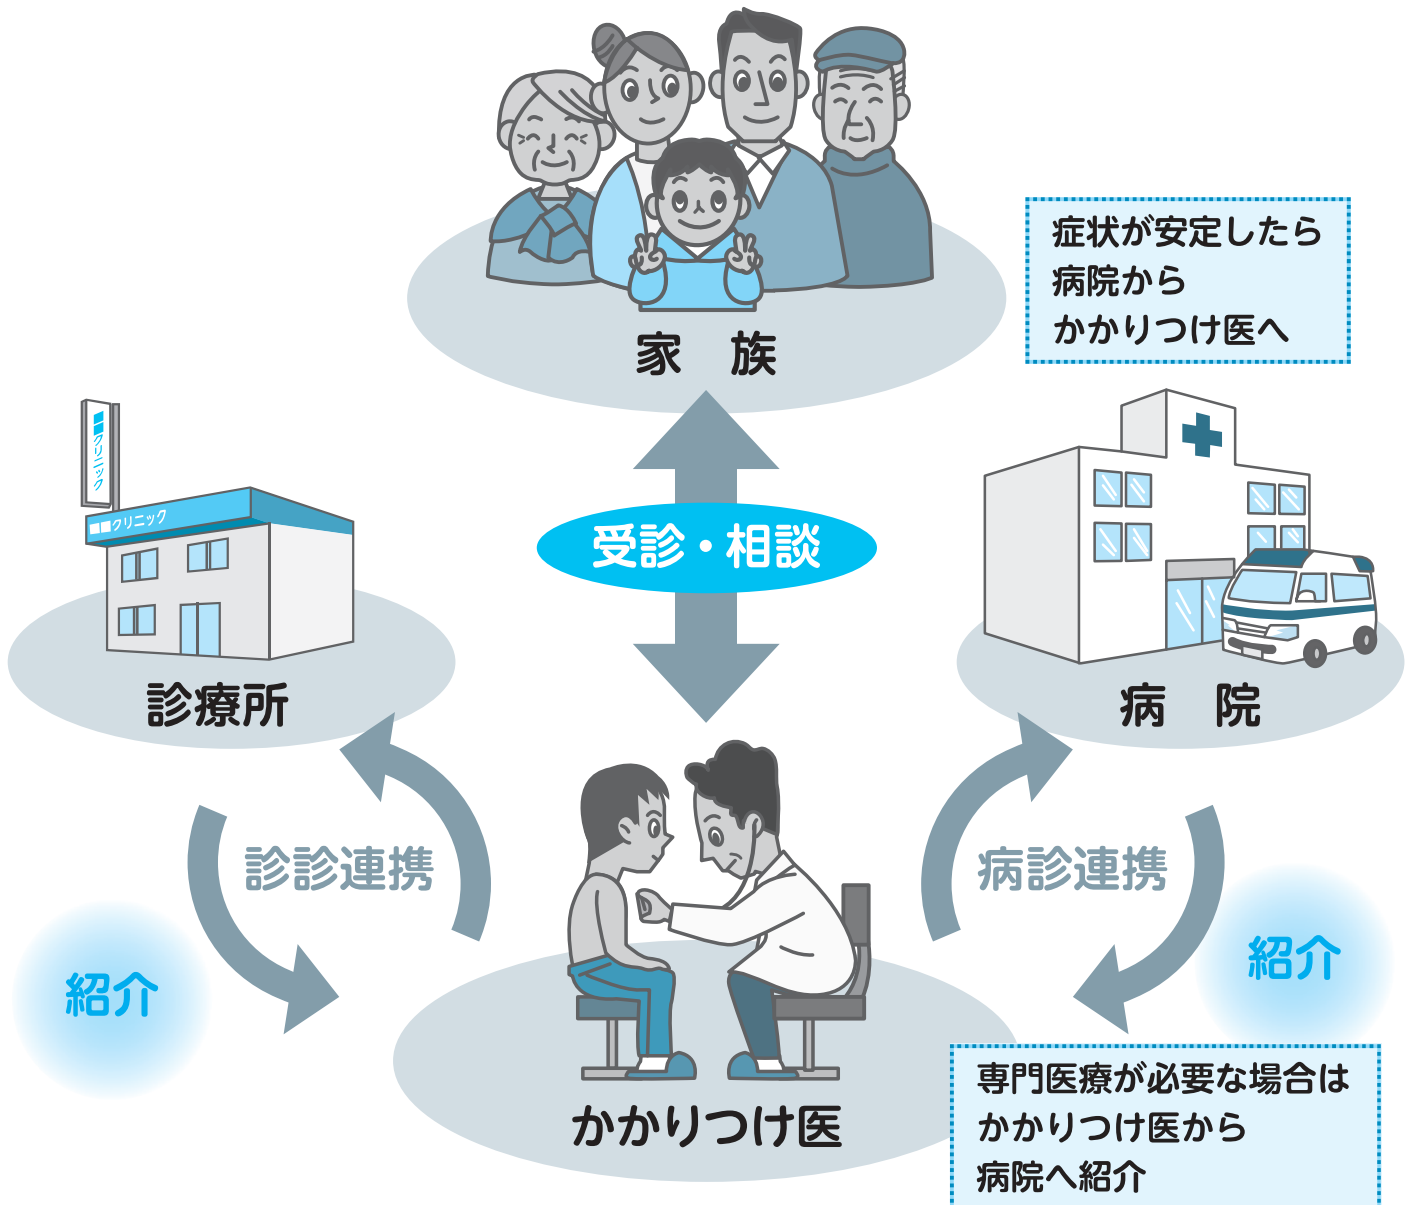 家　族
症状が安定したら
病院から
かかりつけ医へ
クリニック
クリニック
受診・相談
診療所
病　院
診診連携
病診連携
紹介
紹介
かかりつけ医
専門医療が必要な場合は
かかりつけ医から
病院へ紹介